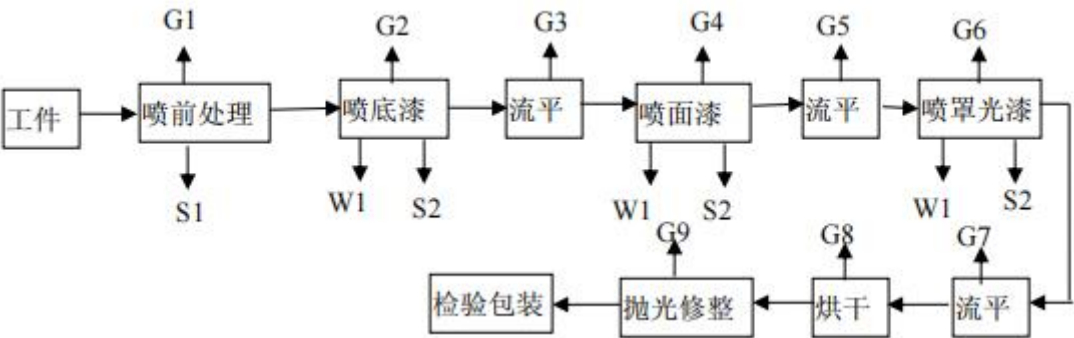 G1 G2 G3 G4 G5 G6
工件 喷前处理 喷底漆 流平 喷面漆 流平 喷罩光漆
S1 W1 S2 W1 S2 W1 S2
G9 G8 G7
检验包装 抛光修整 烘干 流平